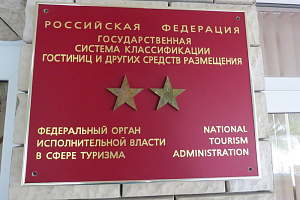 РОССИЙСКАЯ ФЕДЕРАЦИЯ
ГОСУДАРСТВЕННАЯ
СИСТЕМА КЛАССИФИКАЦИИ
ГОСТИНИЦ И ДРУГИХ СРЕДСТВ РАЗМЕЩЕНИЯ
ФЕДЕРАЛЬНЫЙ ОРГАН
ИСПОЛНИТЕЛЬНОЙ ВЛАСТИ
В СФЕРЕ ТУРИЗМА
NATIONAL
TOURISM
ADMINISTRATION